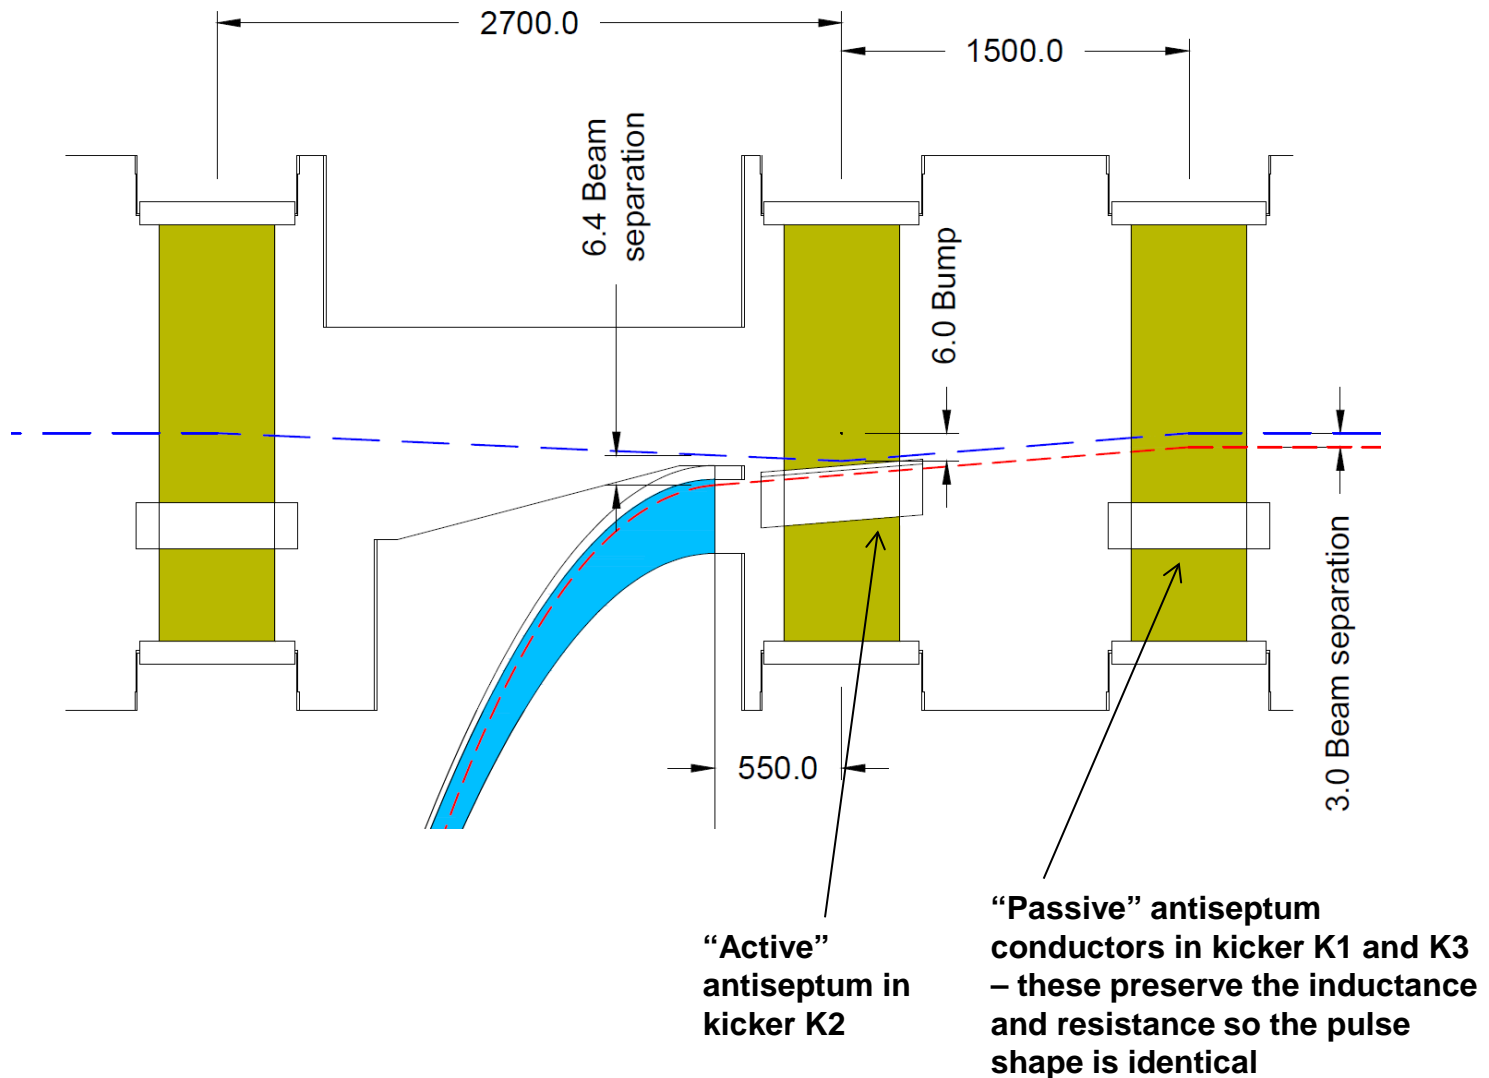 2700.0
1500.0
6.4 Beam
separation
6.0 Bump
550.0
3.0 Beam separation
“Active”
antiseptum in
kicker K2
“Passive” antiseptum
conductors in kicker K1 and K3
– these preserve the inductance
and resistance so the pulse
shape is identical